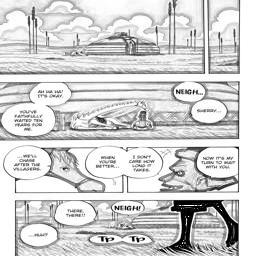 AH HA HA!
IT'S OKAY.
YOU'VE
FAITHFULLY
WAITED TEN
YEARS FOR
ME.
NEIGH...
SHERRY...
...WE'LL
CHASE
AFTER THE
VILLAGERS.
WHEN
YOU'RE
BETTER...
I DON'T
CARE HOW
LONG IT
TAKES.
NOW IT'S MY
TURN TO WAIT
WITH YOU.
THERE,
THERE!!
NEIGH!
...HUH?
TP
TP